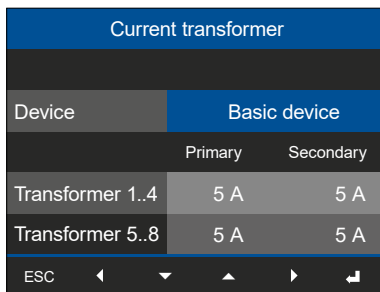 Current transformer
Device Basic device
Primary Secondary
Transformer 1..4 5 A 5 A
Transformer 5..8 5 A 5 A
ESC